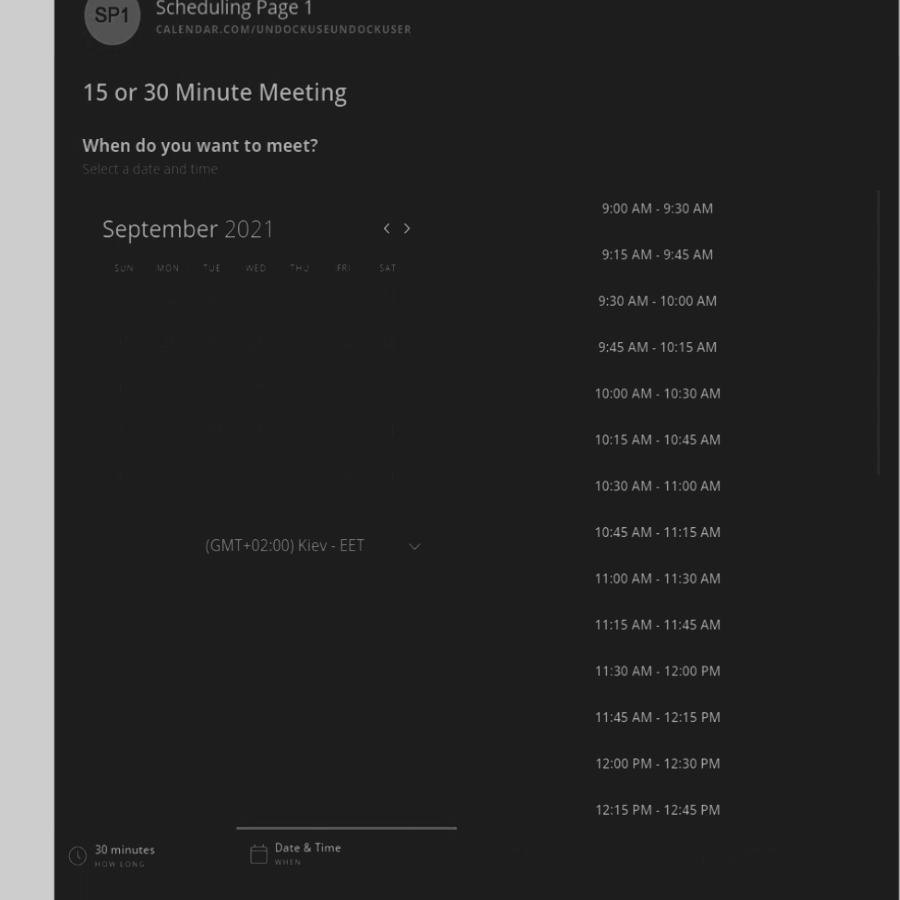 SP1
Scheduling Page 1
CALENDAR.COM/UNDOCKUSEUNDOCKUSER
15 or 30 Minute Meeting
When do you want to meet?
Select a date and time
September 2021
SUN MON TUE WED THU FRI SAT
(GMT+02:00) Kiev - EET
9:00 AM - 9:30 AM
9:15 AM - 9:45 AM
9:30 AM - 10:00 AM
9:45 AM - 10:15 AM
10:00 AM - 10:30 AM
10:15 AM - 10:45 AM
10:30 AM - 11:00 AM
10:45 AM - 11:15 AM
11:00 AM - 11:30 AM
11:15 AM - 11:45 AM
11:30 AM - 12:00 PM
11:45 AM - 12:15 PM
12:00 PM - 12:30 PM
12:15 PM - 12:45 PM
30 minutes
HOW LONG
Date & Time
WHEN